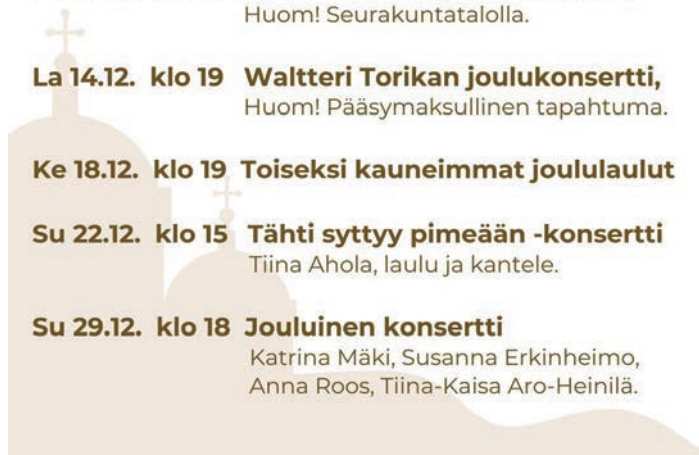 Huom! Seurakuntatalolla.
La 14.12. klo 19 Waltteri Torikan joulukonsertti,
Huom! Pääsymaksullinen tapahtuma.
Ke 18.12. klo 19 Toiseksi kauneimmat joululaulut
Su 22.12. klo 15 Tähti syttyy pimeään -konsertti
Tiina Ahola, laulu ja kantele.
Su 29.12. klo 18 Jouluinen konsertti
Katrina Mäki, Susanna Erkinheimo,
Anna Roos, Tiina-Kaisa Aro-Heinilä.